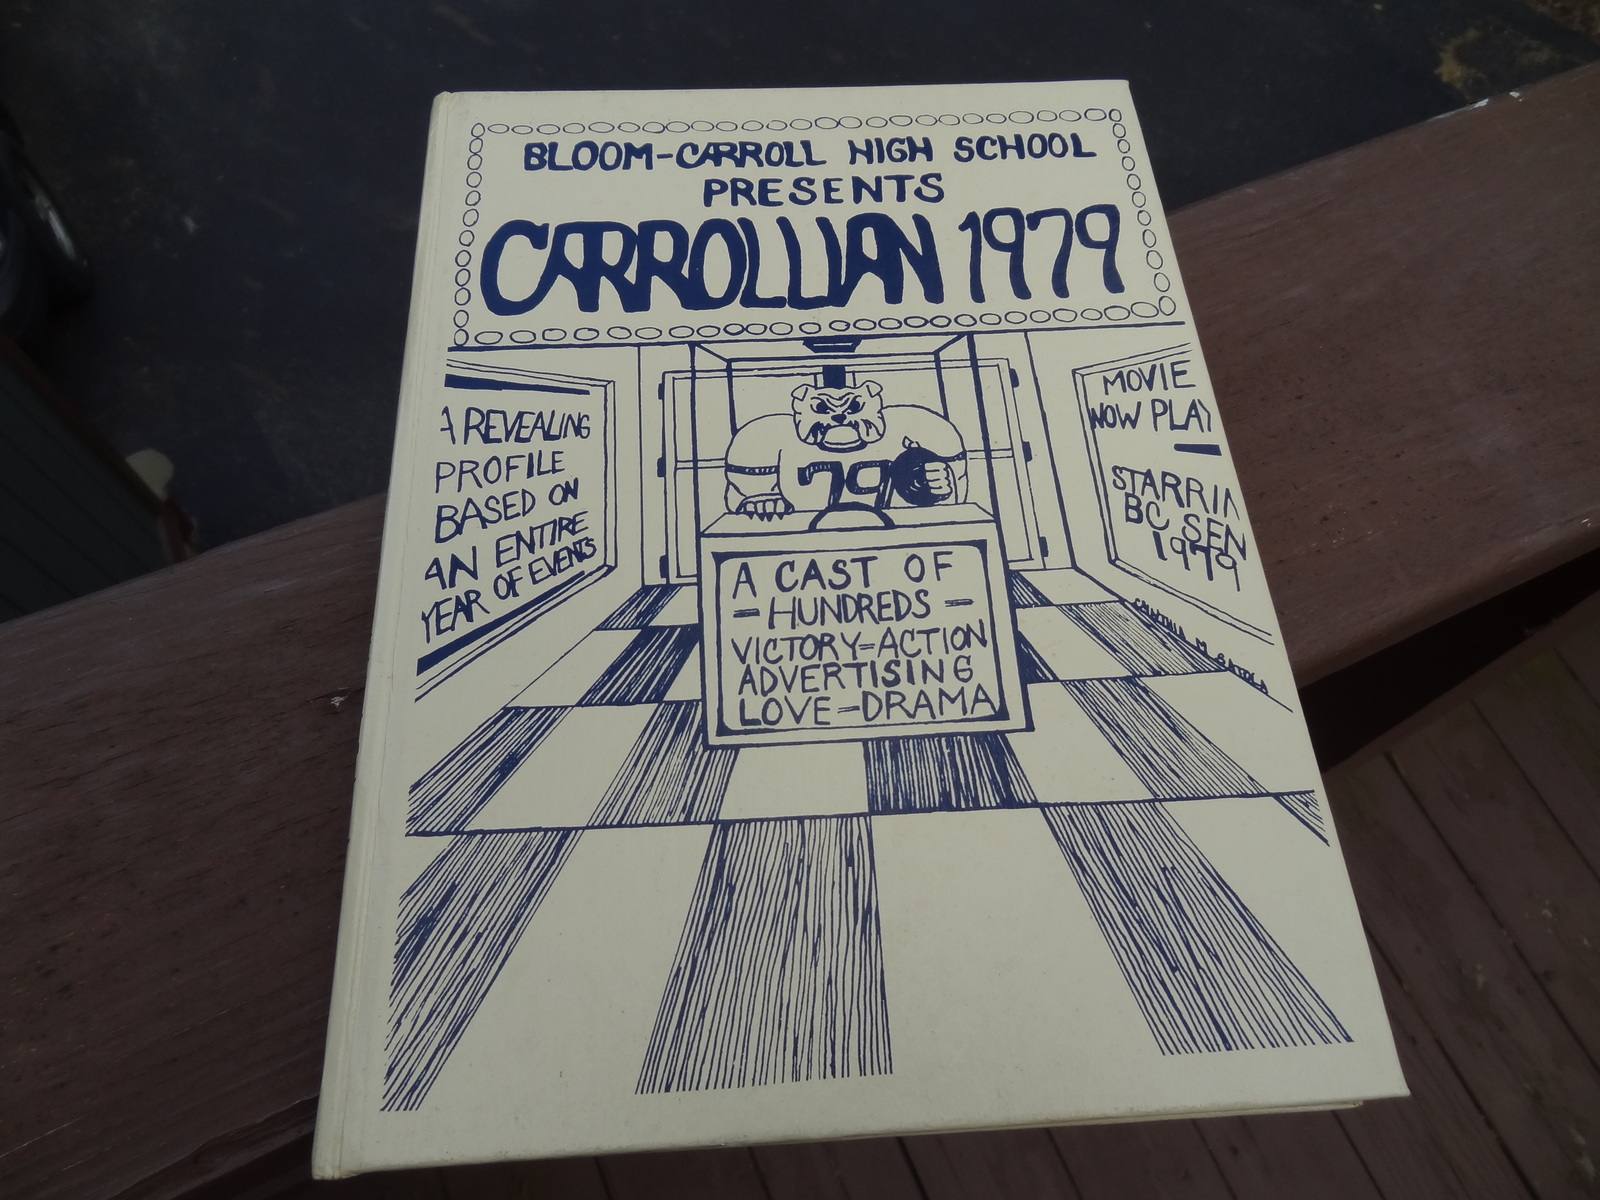 BLOOM-CARROLL HIGH SCHOOL
PRESENTS
CARROLLIAN 1979
A REVEALING
PROFILE
BASED ON
AN ENTIRE
YEAR OF EVENTS
79
A CAST OF
- HUNDREDS -
VICTORY=ACTION
ADVERTISING
LOVE=DRAMA
MOVIE
NOW PLAY
STARRIN
BC SEN
1979
M